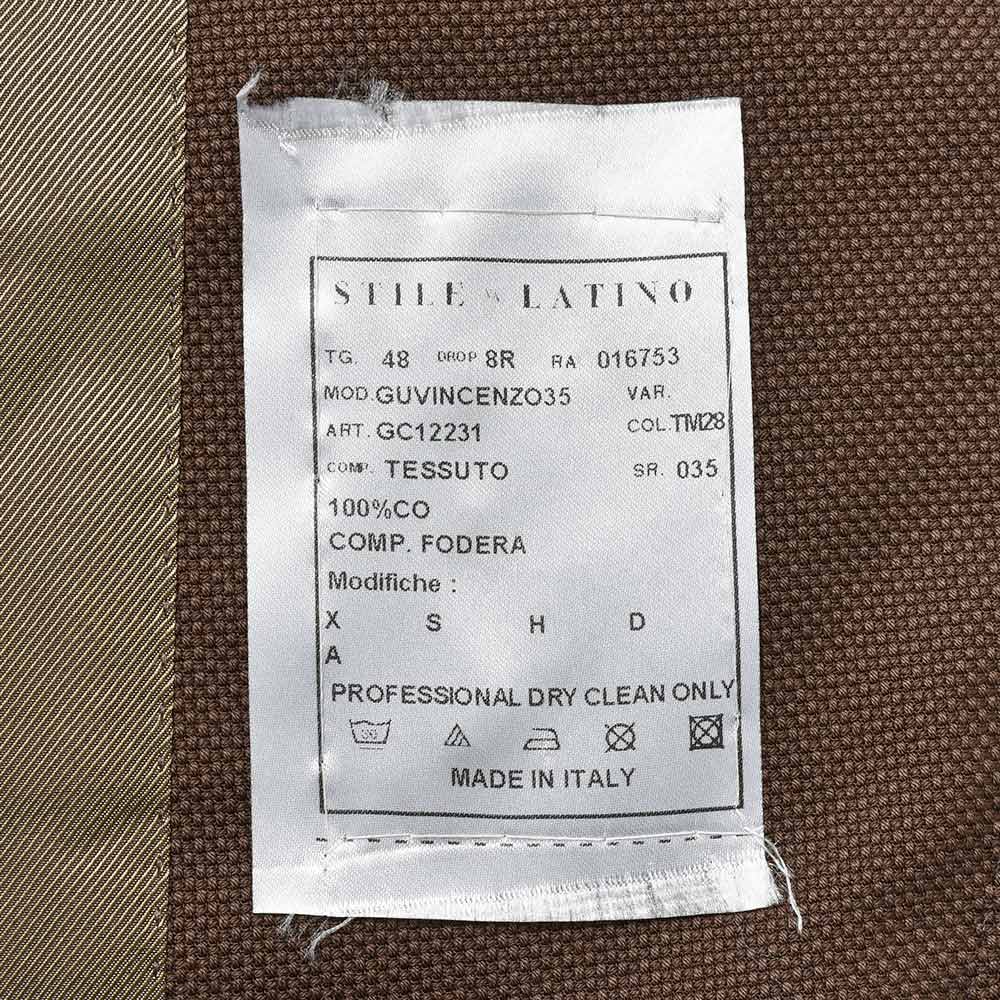 STILE LATINO
TG. 48 DROP 8R RA 016753
MOD.GUVINCENZO35 VAR.
ART. GC12231 COL.TM28
COMP. TESSUTO SR. 035
100%CO
COMP. FODERA
Modifiche :
X S H D
A
PROFESSIONAL DRY CLEAN ONLY
30
MADE IN ITALY